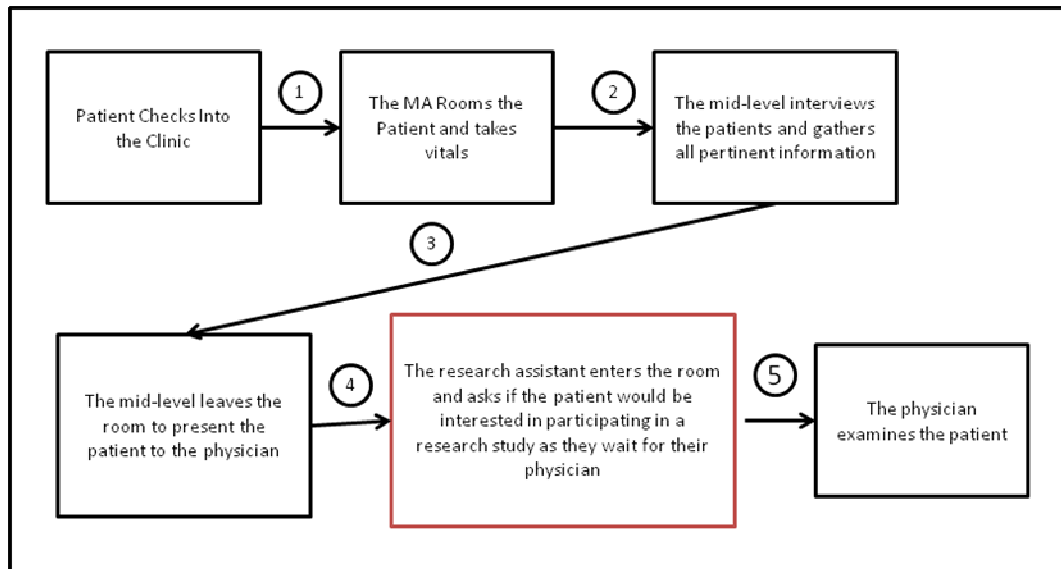 Patient Checks Into
the Clinic
1
The MA Rooms the
Patient and takes
vitals
2
The mid-level interviews
the patients and gathers
all pertinent information
3
The mid-level leaves the
room to present the
patient to the physician
4
The research assistant enters the room
and asks if the patient would be
interested in participating in a
research study as they wait for their
physician
5
The physician
examines the patient